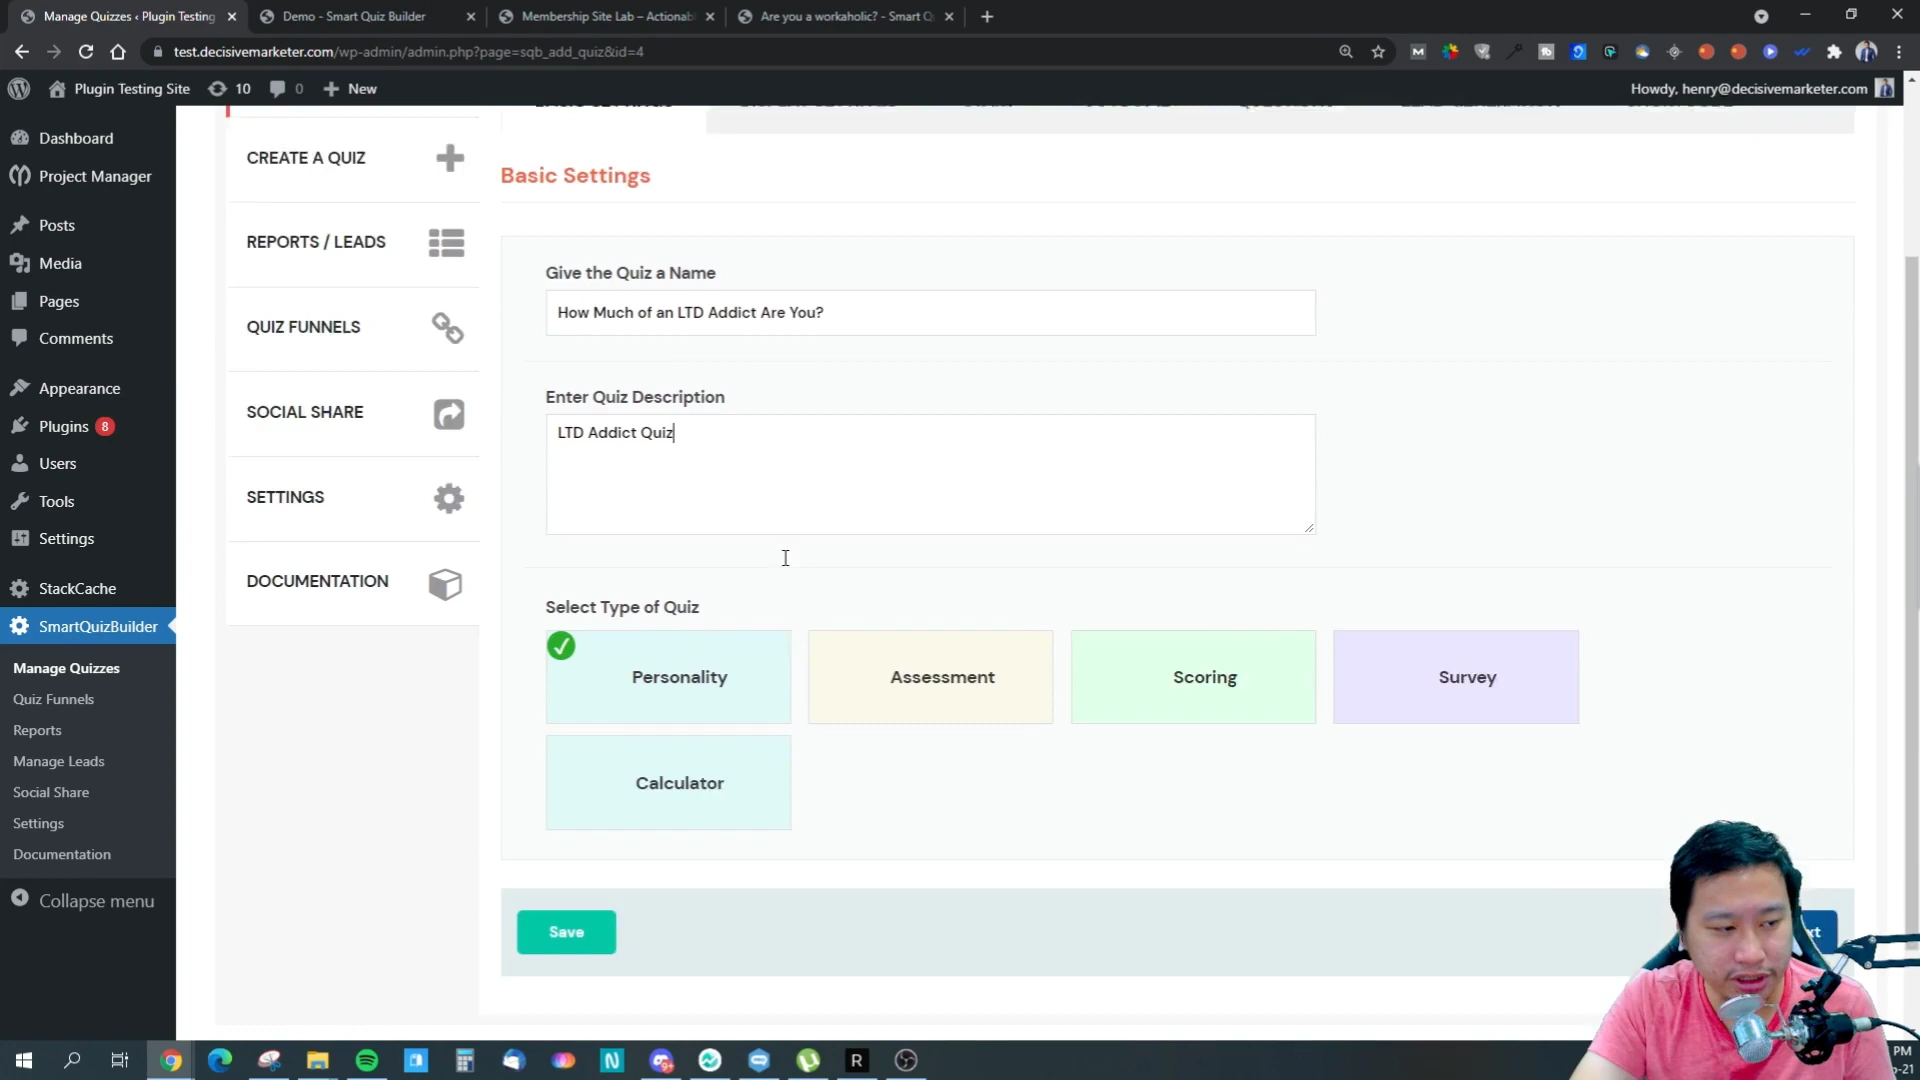 Manage Quizzes ‹ Plugin Testing
Demo - Smart Quiz Builder
Membership Site Lab – Actionabl
Are you a workaholic? - Smart Q
test.decisivemarketer.com/wp-admin/admin.php?page=sqb_add_quiz&id=4
Plugin Testing Site
10
0
New
Howdy, henry@decisivemarketer.com
Dashboard
Project Manager
Posts
Media
Pages
Comments
Appearance
Plugins 8
Users
Tools
Settings
StackCache
SmartQuizBuilder
Manage Quizzes
Quiz Funnels
Reports
Manage Leads
Social Share
Settings
Documentation
Collapse menu
CREATE A QUIZ
REPORTS / LEADS
QUIZ FUNNELS
SOCIAL SHARE
SETTINGS
DOCUMENTATION
Basic Settings
Give the Quiz a Name
How Much of an LTD Addict Are You?
Enter Quiz Description
LTD Addict Quiz
Select Type of Quiz
Personality
Assessment
Scoring
Survey
Calculator
Save
PM